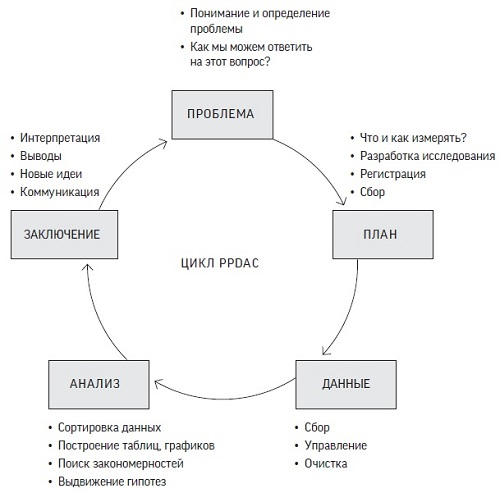 • Понимание и определение
проблемы
• Как мы можем ответить
на этот вопрос?
ПРОБЛЕМА
• Что и как измерять?
• Разработка исследования
• Регистрация
• Сбор
ПЛАН
ДАННЫЕ
• Сбор
• Управление
• Очистка
АНАЛИЗ
• Сортировка данных
• Построение таблиц, графиков
• Поиск закономерностей
• Выдвижение гипотез
• Интерпретация
• Выводы
• Новые идеи
• Коммуникация
ЗАКЛЮЧЕНИЕ
ЦИКЛ PPDAC